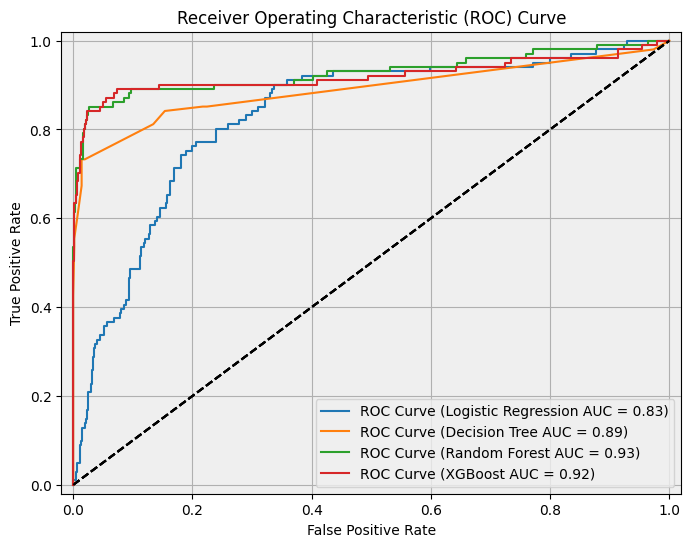 Receiver Operating Characteristic (ROC) Curve
True Positive Rate
1.0
0.8
0.6
0.4
0.2
0.0
ROC Curve (Logistic Regression AUC = 0.83)
ROC Curve (Decision Tree AUC = 0.89)
ROC Curve (Random Forest AUC = 0.93)
ROC Curve (XGBoost AUC = 0.92)
0.0 0.2 0.4 0.6 0.8 1.0
False Positive Rate